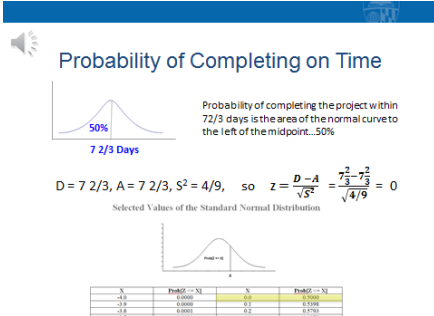 Probability of Completing on Time
50%
7 2/3 Days
Probability of completing the project within
72/3 days is the area of the normal curve to
the left of the midpoint...50%
D = 7 2/3, A = 7 2/3, S² = 4/9, so z = (D − A)/√S² = (7 2/3 − 7 2/3)/√4/9 = 0
Selected Values of the Standard Normal Distribution
X Prob[Z <= X] X Prob[Z <= X]
-4.0 0.0000 0.0 0.5000
-3.9 0.0000 0.1 0.5398
-3.8 0.0001 0.2 0.5793